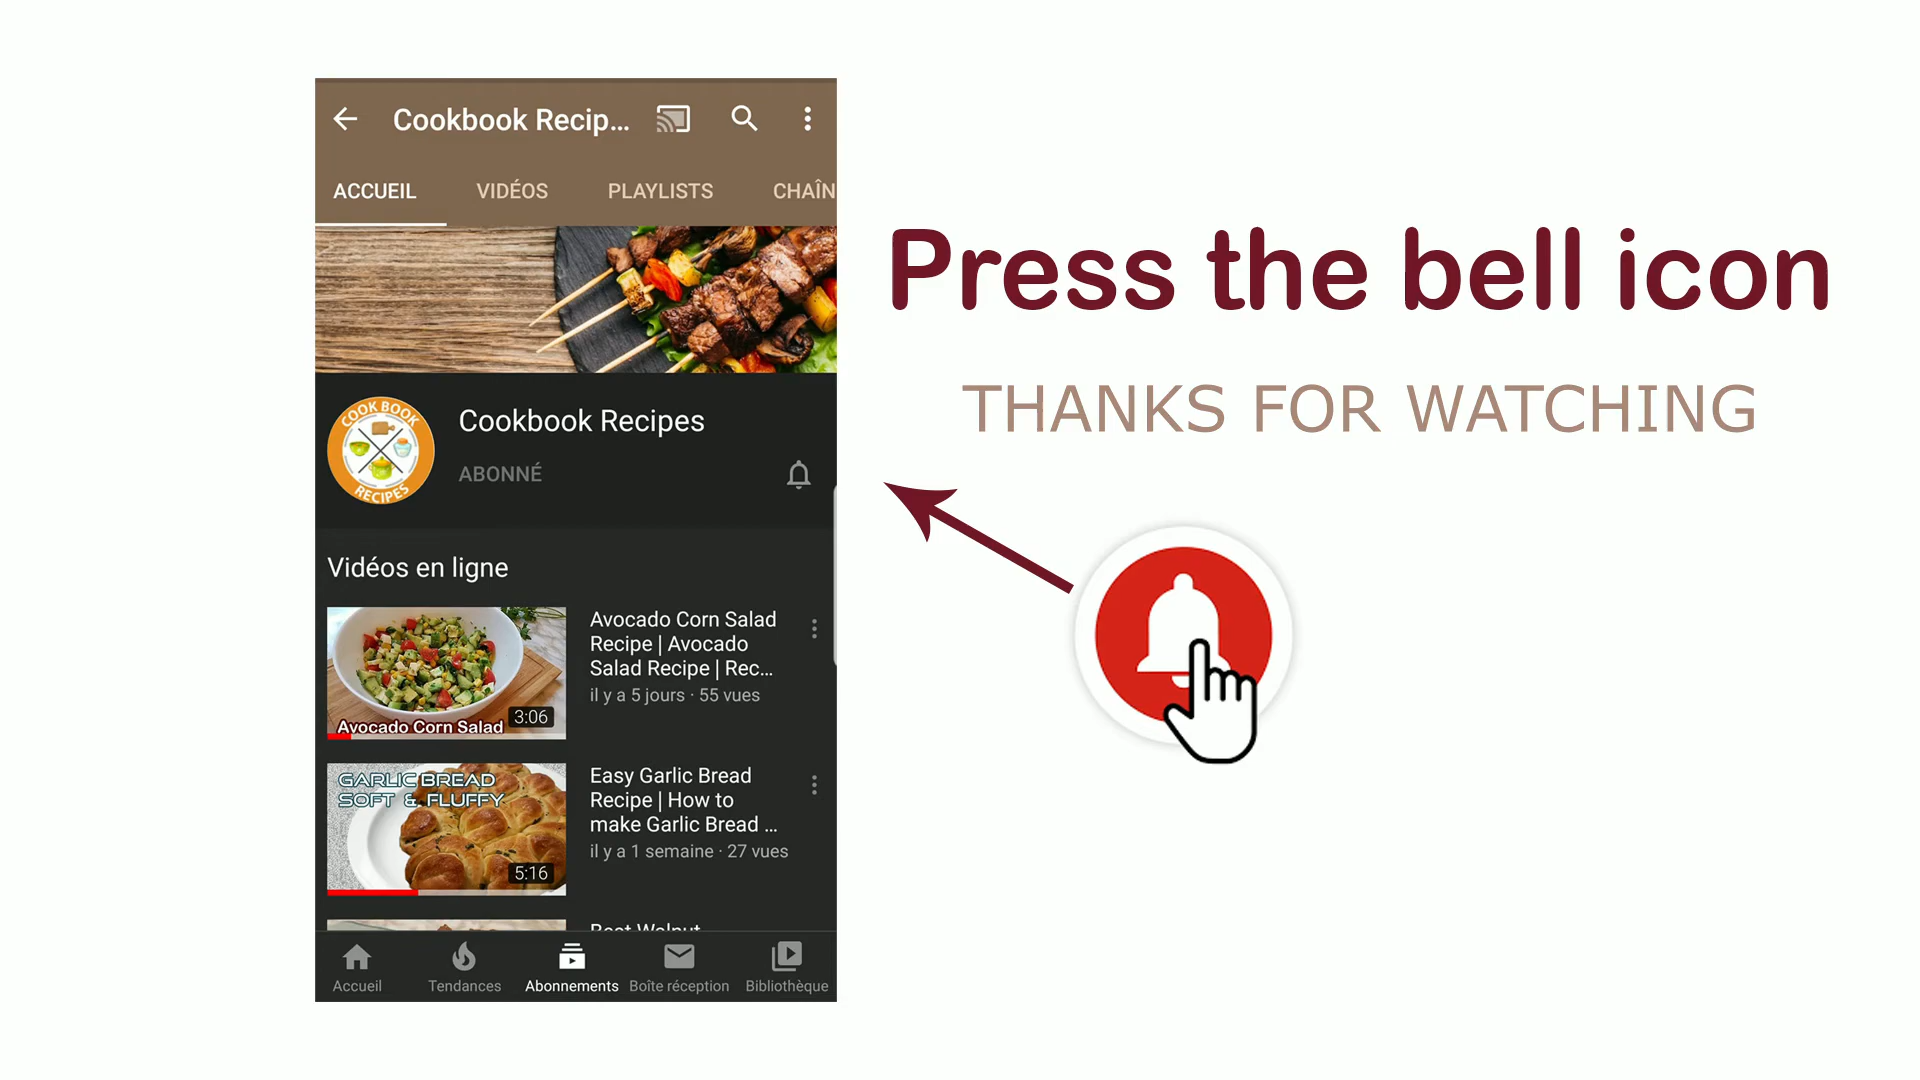 Cookbook Recip...
ACCUEIL VIDÉOS PLAYLISTS CHAÎN
Press the bell icon
THANKS FOR WATCHING
COOK BOOK
RECIPES
Cookbook Recipes
ABONNÉ
Vidéos en ligne
Avocado Corn Salad
3:06
Avocado Corn Salad
Recipe | Avocado
Salad Recipe | Rec...
il y a 5 jours · 55 vues
GARLIC BREAD
SOFT & FLUFFY
5:16
Easy Garlic Bread
Recipe | How to
make Garlic Bread ...
il y a 1 semaine · 27 vues
Best Walnut
Accueil Tendances Abonnements Boîte réception Bibliothèque